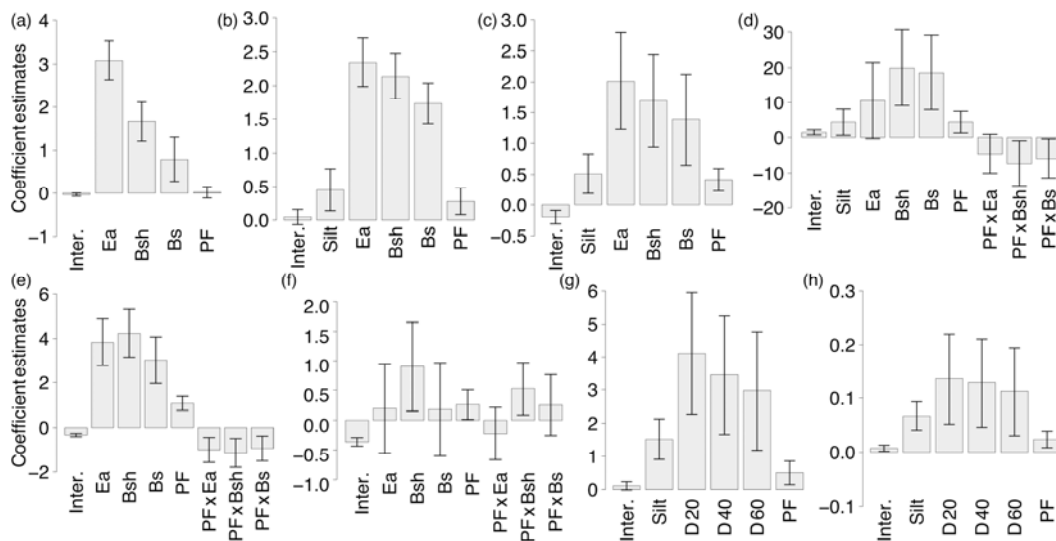 (a)
Coefficient estimates
4
3
2
1
0
−1
Inter.
Ea
Bsh
Bs
PF
(b)
3.0
2.5
2.0
1.5
1.0
0.5
0.0
Inter.
Silt
Ea
Bsh
Bs
PF
(c)
3.0
2.5
2.0
1.5
1.0
0.5
0.0
−0.5
Inter.
Silt
Ea
Bsh
Bs
PF
(d)
30
20
10
0
−10
−20
Inter.
Silt
Ea
Bsh
Bs
PF
PF x Ea
PF x Bsh
PF x Bs
(e)
Coefficient estimates
6
4
2
0
−2
Inter.
Ea
Bsh
Bs
PF
PF x Ea
PF x Bsh
PF x Bs
(f)
2.0
1.5
1.0
0.5
0.0
−0.5
−1.0
Inter.
Ea
Bsh
Bs
PF
PF x Ea
PF x Bsh
PF x Bs
(g)
6
5
4
3
2
1
0
Inter.
Silt
D20
D40
D60
PF
(h)
0.3
0.2
0.1
0.0
−0.1
Inter.
Silt
D20
D40
D60
PF